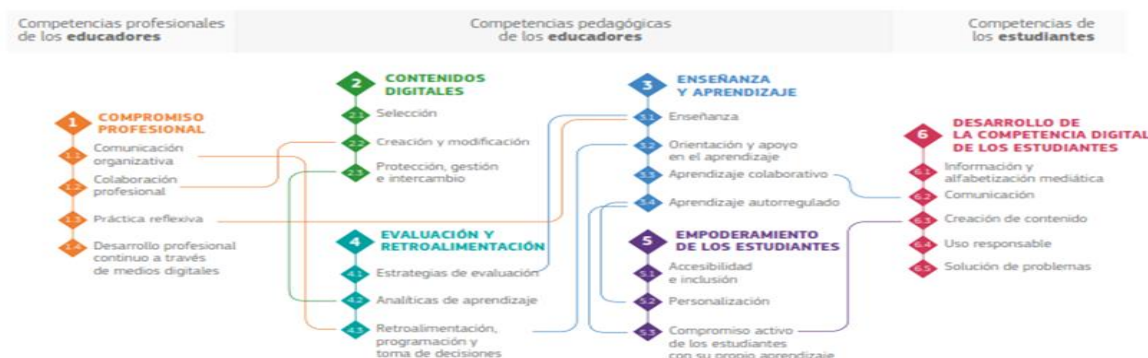 Competencias profesionales
de los educadores
Competencias pedagógicas
de los educadores
Competencias de
los estudiantes
1
COMPROMISO
PROFESIONAL
1.1
Comunicación
organizativa
1.2
Colaboración
profesional
1.3
Práctica reflexiva
1.4
Desarrollo profesional
continuo a través
de medios digitales
2
CONTENIDOS
DIGITALES
2.1
Selección
2.2
Creación y modificación
2.3
Protección, gestión
e intercambio
3
ENSEÑANZA
Y APRENDIZAJE
3.1
Enseñanza
3.2
Orientación y apoyo
en el aprendizaje
3.3
Aprendizaje colaborativo
3.4
Aprendizaje autorregulado
4
EVALUACIÓN Y
RETROALIMENTACIÓN
4.1
Estrategias de evaluación
4.2
Analíticas de aprendizaje
4.3
Retroalimentación,
programación y
toma de decisiones
5
EMPODERAMIENTO
DE LOS ESTUDIANTES
5.1
Accesibilidad
e inclusión
5.2
Personalización
5.3
Compromiso activo
de los estudiantes
con su propio aprendizaje
6
DESARROLLO DE
LA COMPETENCIA DIGITAL
DE LOS ESTUDIANTES
6.1
Información y
alfabetización mediática
6.2
Comunicación
6.3
Creación de contenido
6.4
Uso responsable
6.5
Solución de problemas